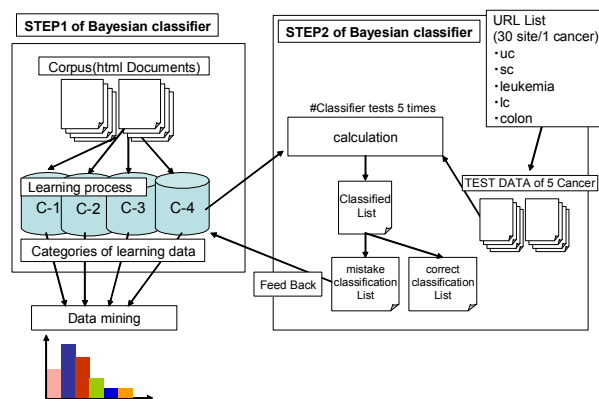 STEP1 of Bayesian classifier
Corpus(html Documents)
Learning process
C-1
C-2
C-3
C-4
Categories of learning data
Data mining
STEP2 of Bayesian classifier
#Classifier tests 5 times
calculation
Classified
List
mistake
classification
List
correct
classification
List
Feed Back
URL List
(30 site/1 cancer)
・uc
・sc
・leukemia
・lc
・colon
TEST DATA of 5 Cancer